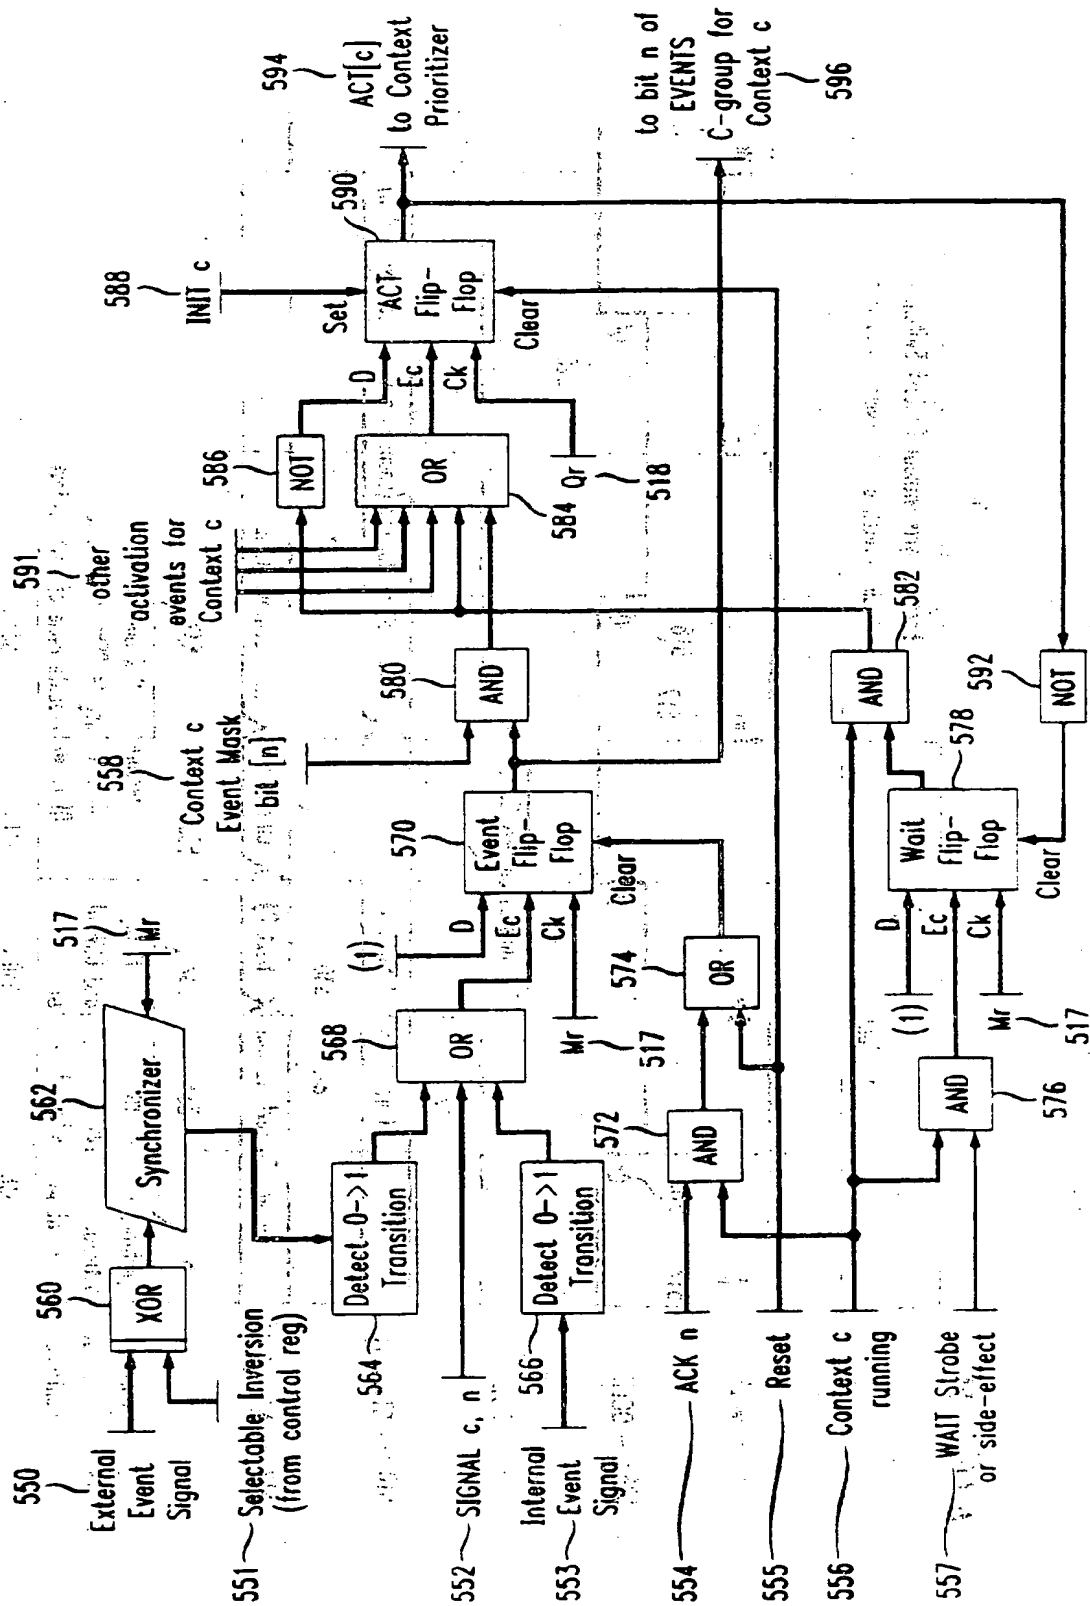 550
External
Event
Signal
551
Selectable Inversion
(from control reg)
560
XOR
562
Synchronizer
517
Mr
564
Detect 0->1
Transition
552
SIGNAL c, n
553
Internal
Event
Signal
566
Detect 0->1
Transition
568
OR
(1)
D
Ec
Ck
Mr
517
570
Event
Flip-
Flop
Clear
558
Context c
Event Mask
bit [n]
580
AND
591
other
activation
events for
Context c
586
NOT
OR
584
Qr
518
D
Ec
Ck
588
INIT c
Set
590
ACT
Flip-
Flop
Clear
594
ACT[c]
to Context
Prioritizer
to bit n of
EVENTS
C-group for
Context c
596
554
ACK n
555
Reset
556
Context c
running
557
WAIT Strobe
or side-effect
572
AND
574
OR
AND
576
(1)
D
Ec
Ck
Mr
517
Wait
Flip-
Flop
578
Clear
AND
582
592
NOT